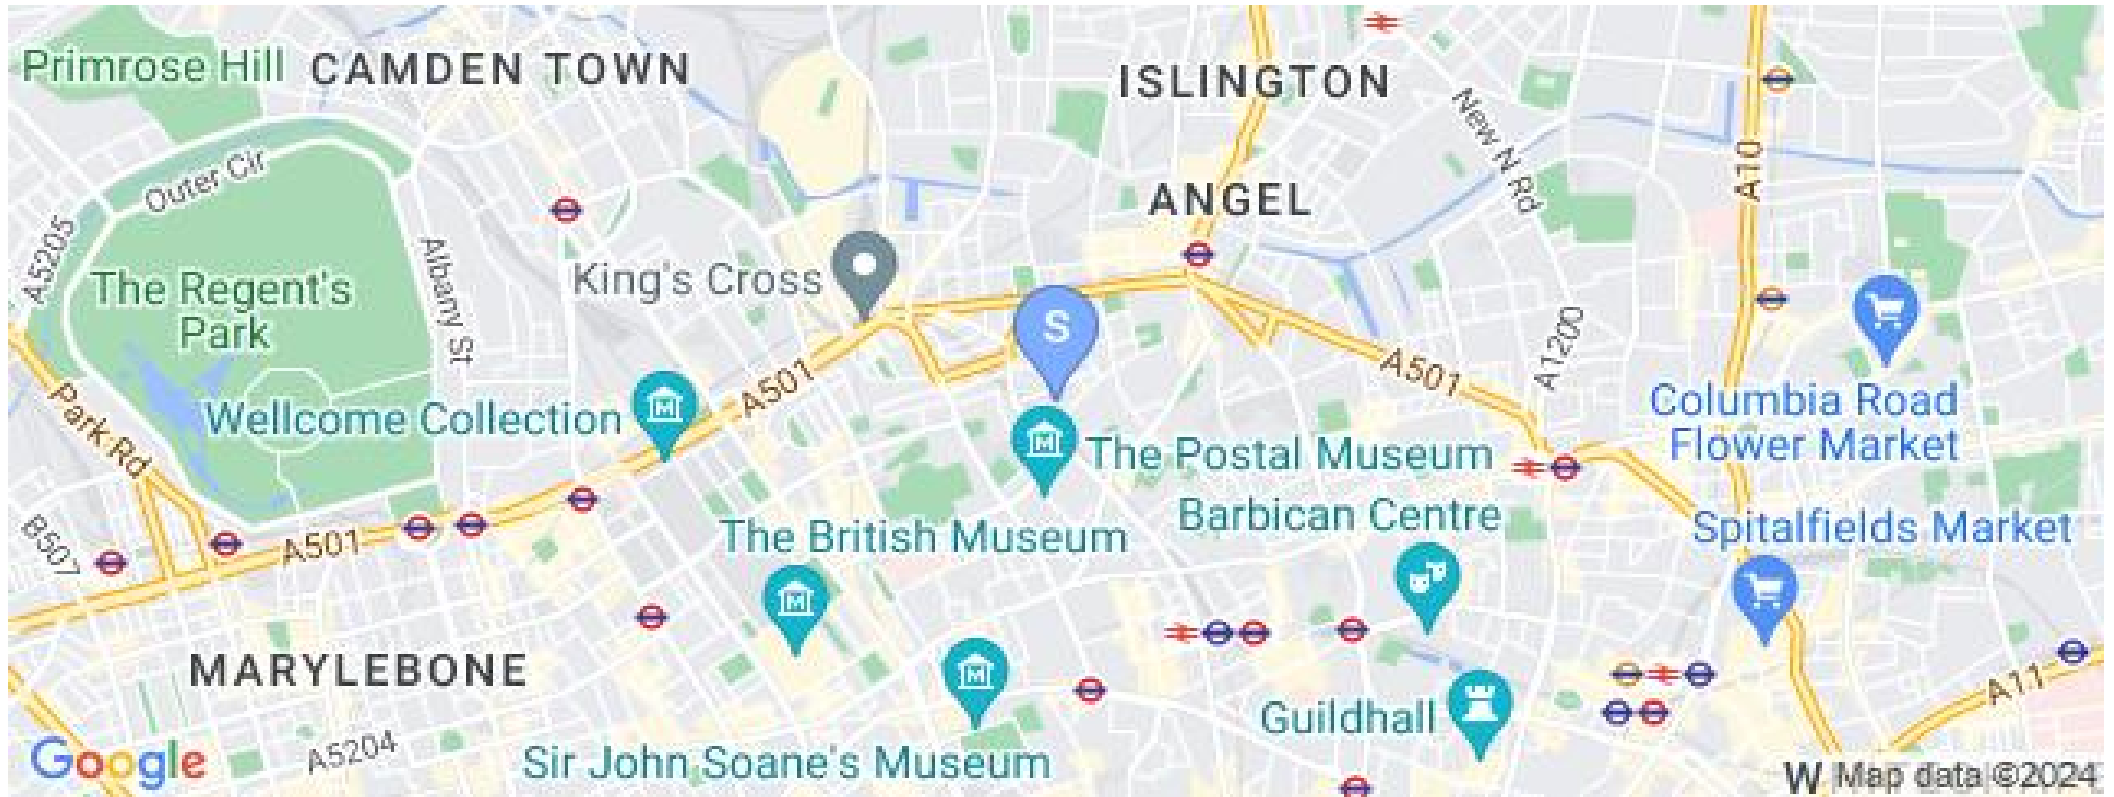 Primrose Hill
CAMDEN TOWN
ISLINGTON
New N Rd
A10
Outer Cir
ANGEL
A5205
Albany St
The Regent's
Park
King's Cross
S
A501
A501
A1200
Columbia Road
Flower Market
Park Rd
Wellcome Collection
The Postal Museum
Barbican Centre
The British Museum
Spitalfields Market
B507
A501
MARYLEBONE
A11
Guildhall
Sir John Soane's Museum
A5204
Google
W Map data ©2024